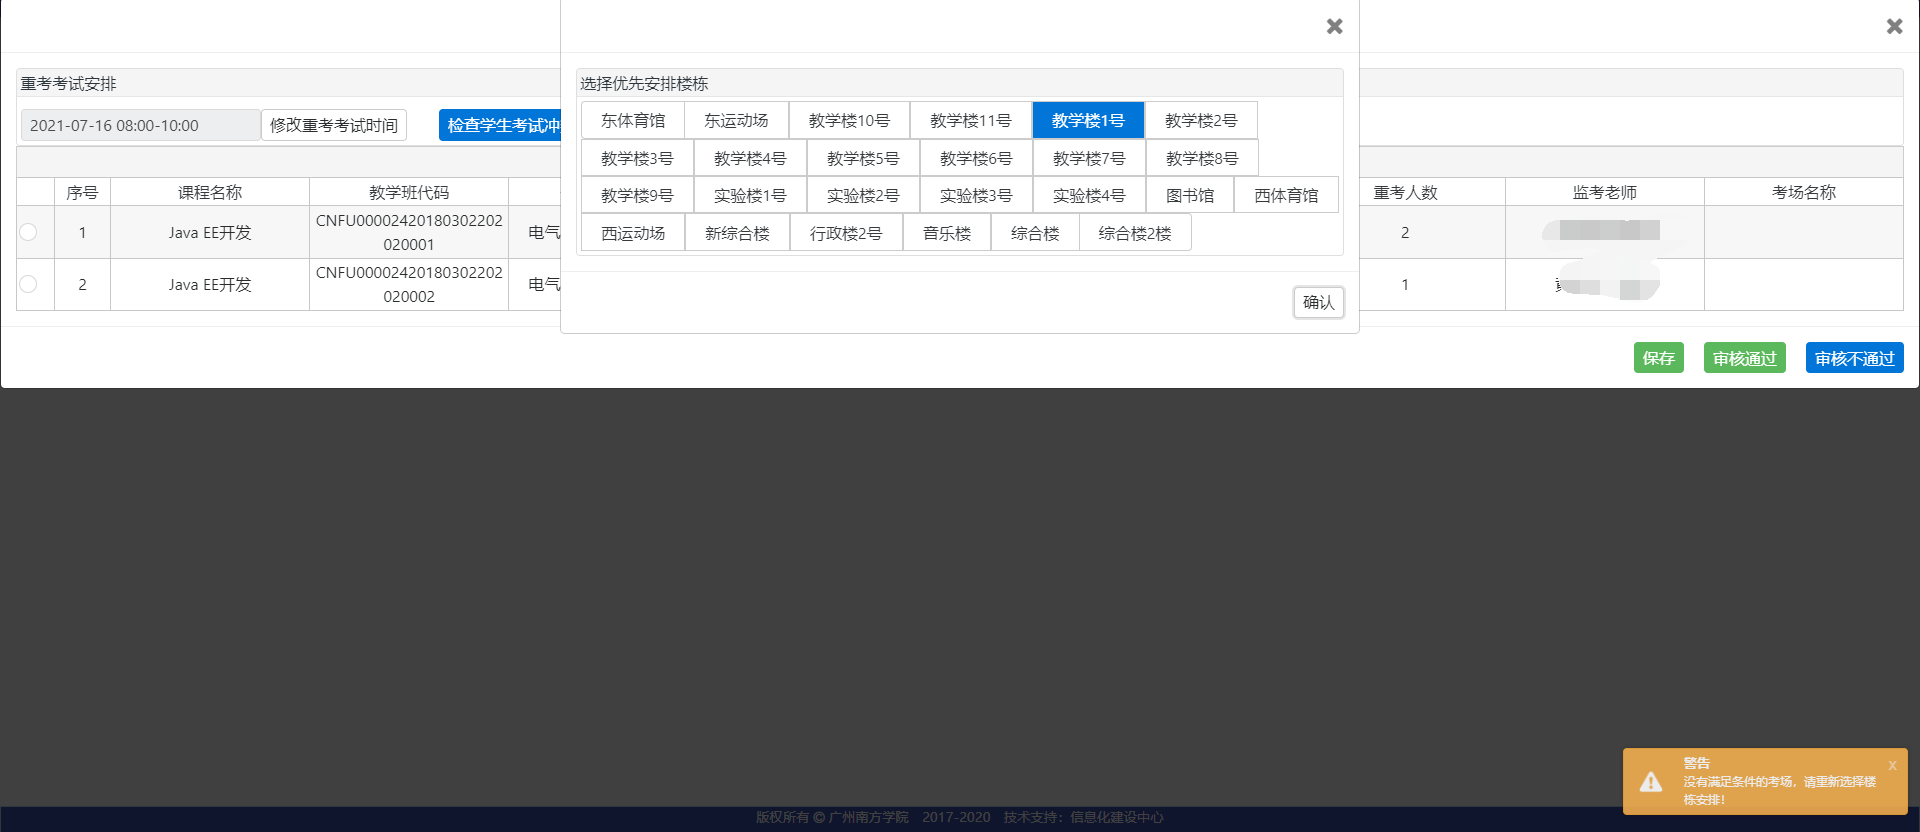 重考考试安排
2021-07-16 08:00-10:00
修改重考考试时间
检查学生考试冲
序号
课程名称
教学班代码
1
Java EE开发
CNFU00002420180302202
020001
电气
2
Java EE开发
CNFU00002420180302202
020002
电气
选择优先安排楼栋
东体育馆
东运动场
教学楼10号
教学楼11号
教学楼1号
教学楼2号
教学楼3号
教学楼4号
教学楼5号
教学楼6号
教学楼7号
教学楼8号
教学楼9号
实验楼1号
实验楼2号
实验楼3号
实验楼4号
图书馆
西体育馆
西运动场
新综合楼
行政楼2号
音乐楼
综合楼
综合楼2楼
确认
重考人数
监考老师
考场名称
2
1
保存
审核通过
审核不通过
警告
x
没有满足条件的考场，请重新选择楼
栋安排！
版权所有 © 广州南方学院 2017-2020 技术支持：信息化建设中心